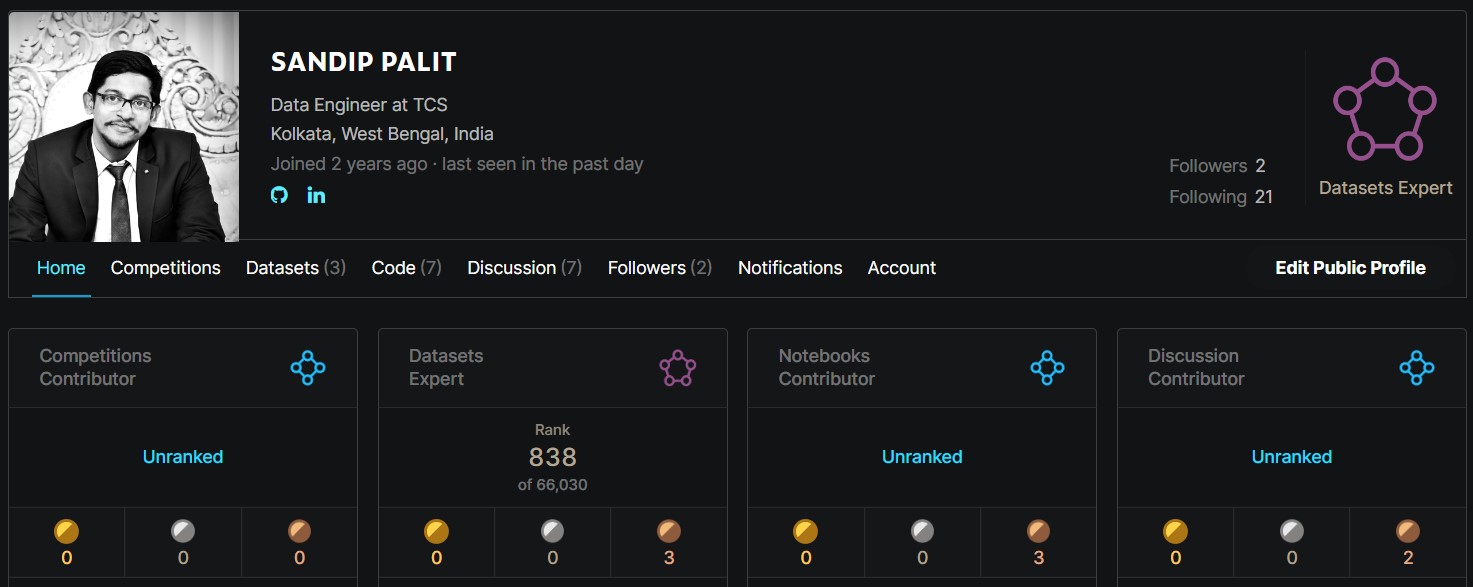 SANDIP PALIT
Data Engineer at TCS
Kolkata, West Bengal, India
Joined 2 years ago · last seen in the past day
in
Followers 2
Following 21
Datasets Expert
Home Competitions Datasets (3) Code (7) Discussion (7) Followers (2) Notifications Account Edit Public Profile
Competitions
Contributor
Unranked
0 0 0
Datasets
Expert
Rank
838
of 66,030
0 0 3
Notebooks
Contributor
Unranked
0 0 3
Discussion
Contributor
Unranked
0 0 2